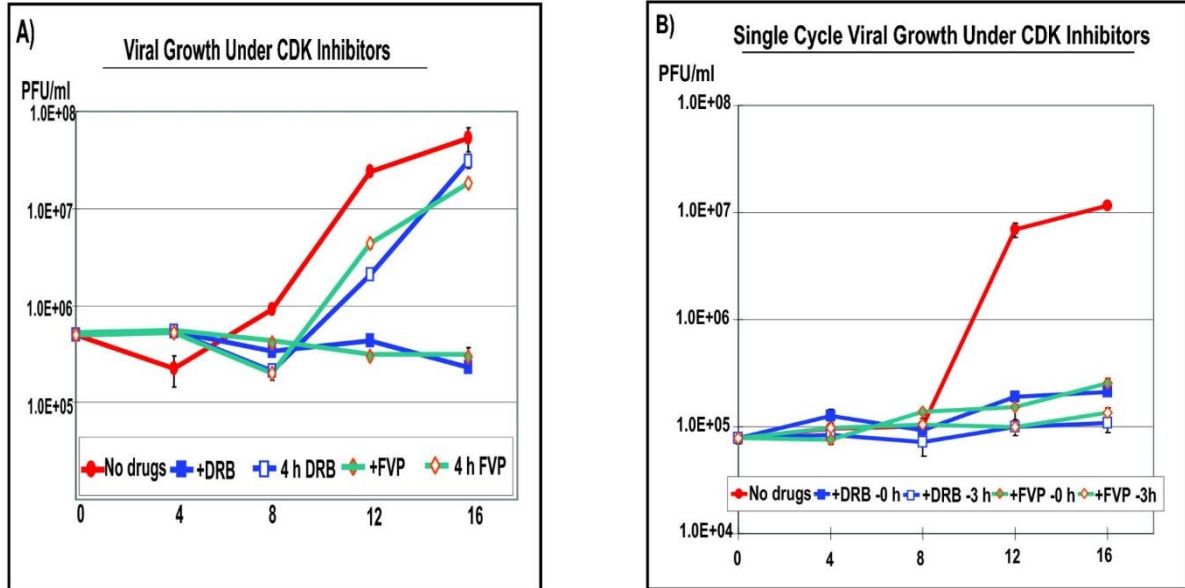 A)
Viral Growth Under CDK Inhibitors
PFU/ml
1.0E+08
1.0E+07
1.0E+06
1.0E+05
No drugs +DRB 4 h DRB +FVP 4 h FVP
0 4 8 12 16
B)
Single Cycle Viral Growth Under CDK Inhibitors
PFU/ml
1.0E+08
1.0E+07
1.0E+06
1.0E+05
No drugs +DRB -0 h +DRB -3 h +FVP -0 h +FVP -3h
1.0E+04
0 4 8 12 16